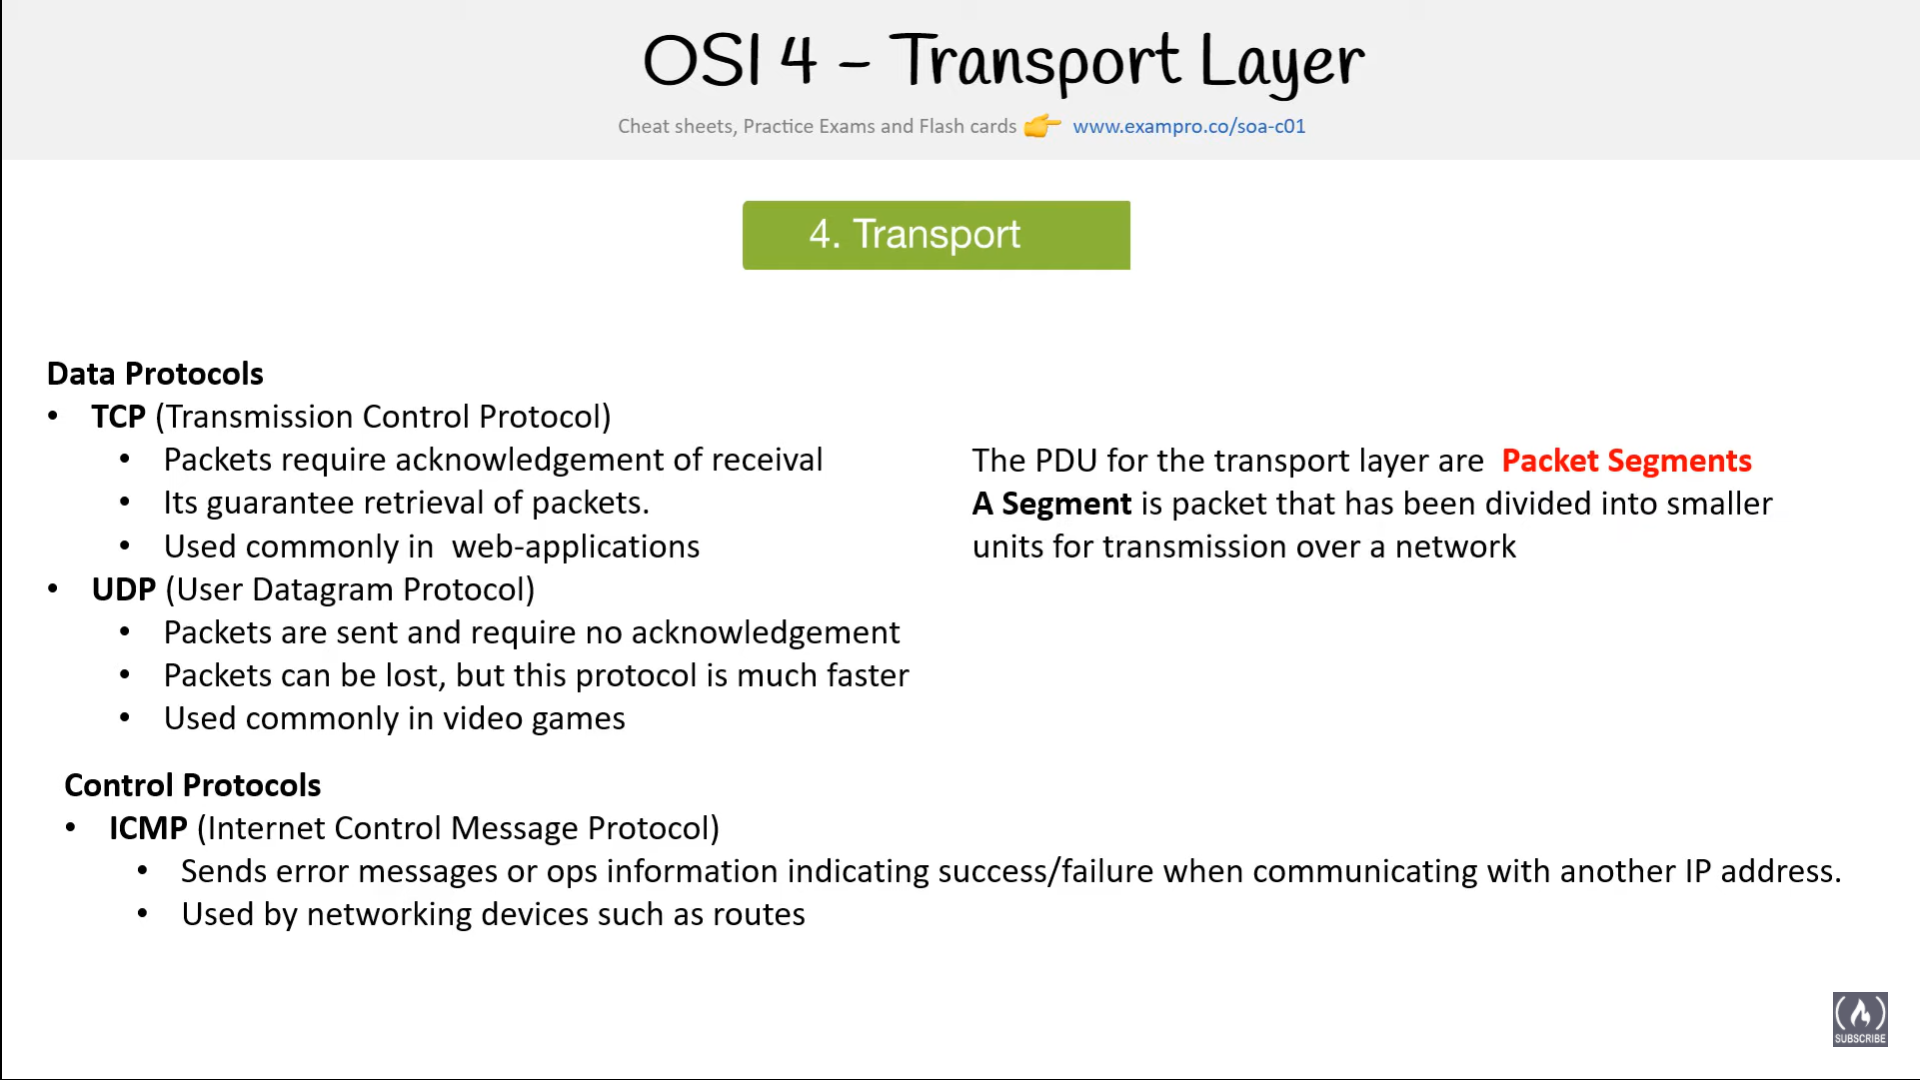 OSI 4 – Transport Layer
Cheat sheets, Practice Exams and Flash cards 👉 www.exampro.co/soa-c01
4. Transport
Data Protocols
• TCP (Transmission Control Protocol)
• Packets require acknowledgement of receival
• Its guarantee retrieval of packets.
• Used commonly in web-applications
• UDP (User Datagram Protocol)
• Packets are sent and require no acknowledgement
• Packets can be lost, but this protocol is much faster
• Used commonly in video games
The PDU for the transport layer are Packet Segments
A Segment is packet that has been divided into smaller
units for transmission over a network
Control Protocols
• ICMP (Internet Control Message Protocol)
• Sends error messages or ops information indicating success/failure when communicating with another IP address.
• Used by networking devices such as routes
SUBSCRIBE